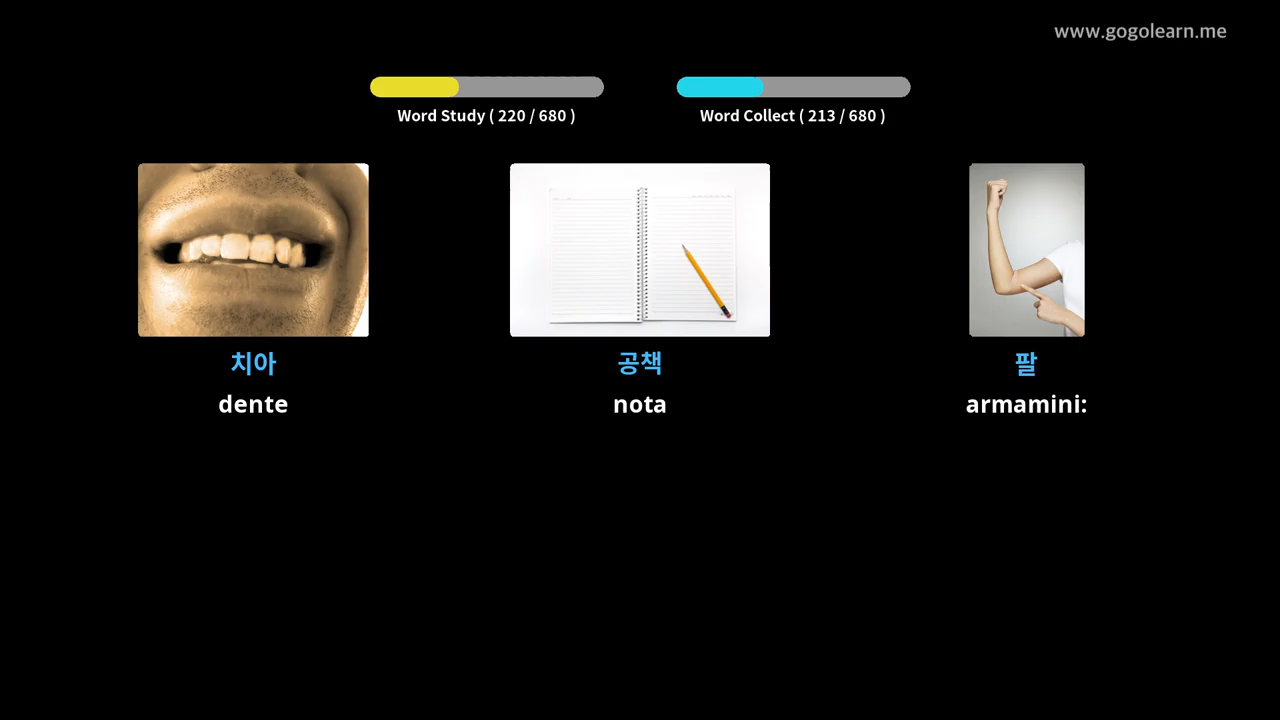 www.gogolearn.me
Word Study ( 220 / 680 )
Word Collect ( 213 / 680 )
치아
공책
팔
dente
nota
armamini: